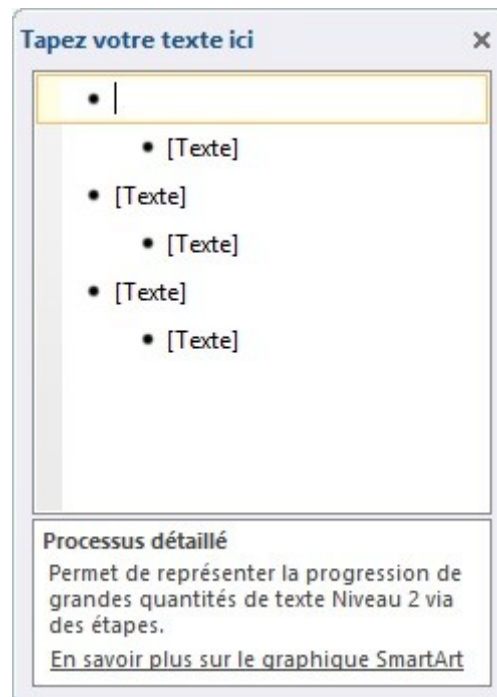 Tapez votre texte ici
[Texte]
[Texte]
[Texte]
[Texte]
[Texte]
Processus détaillé
Permet de représenter la progression de
grandes quantités de texte Niveau 2 via
des étapes.
En savoir plus sur le graphique SmartArt